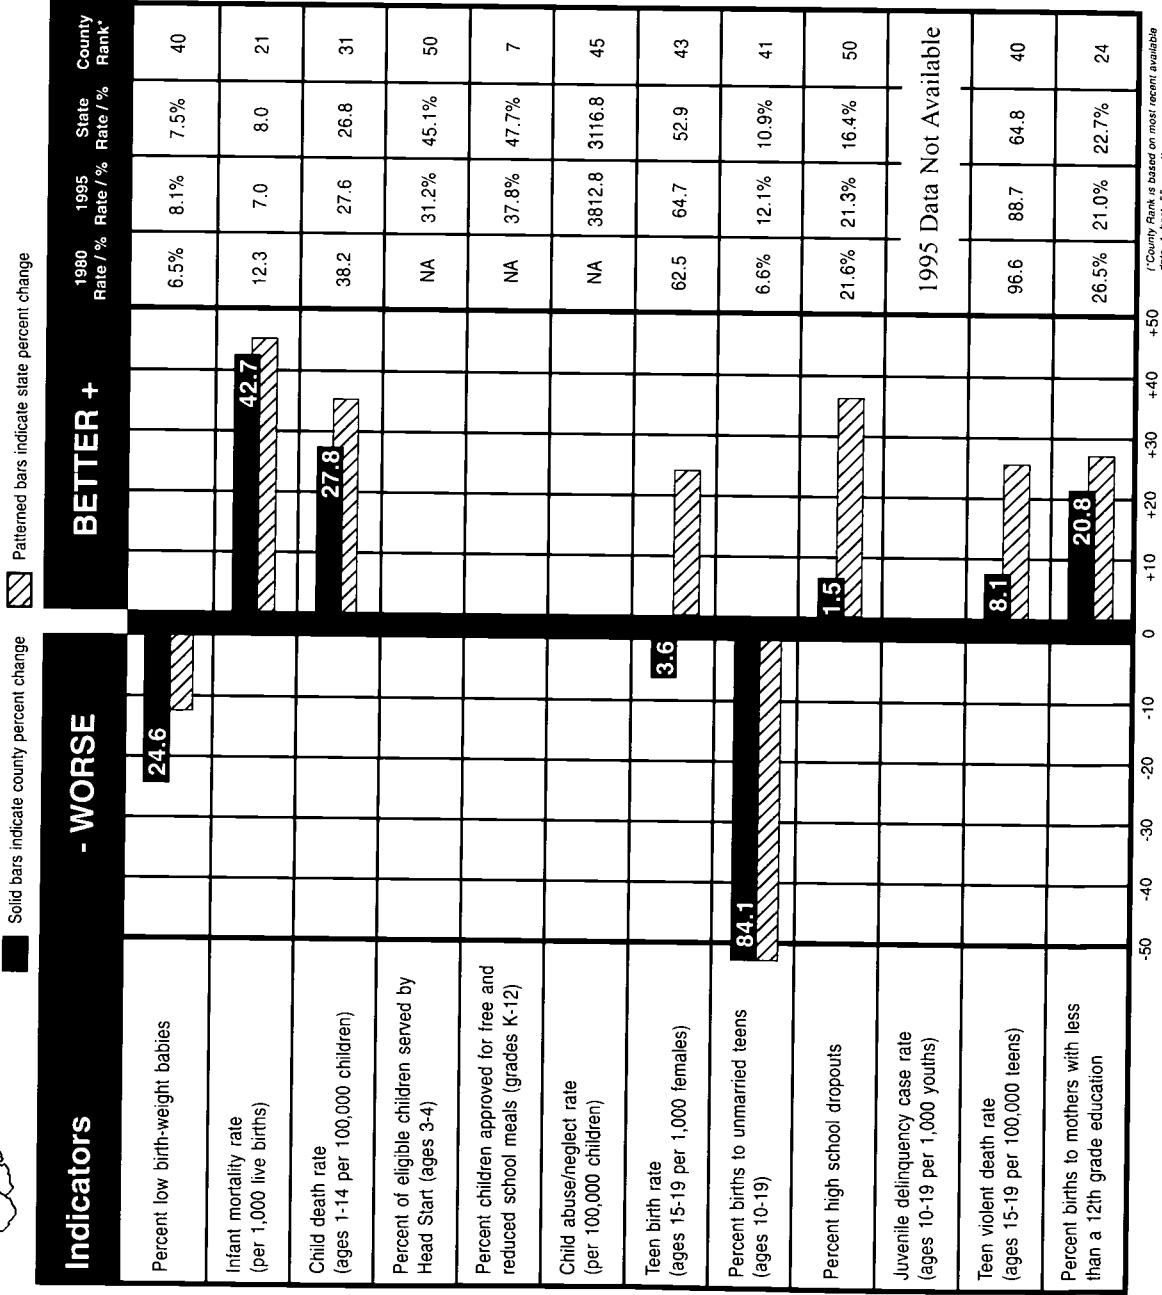 Solid bars indicate county percent change
Patterned bars indicate state percent change
Indicators
- WORSE
BETTER +
1980
Rate / %
1995
Rate / %
State
Rate / %
County
Rank*
Percent low birth-weight babies
24.6
6.5%
8.1%
7.5%
40
Infant mortality rate
(per 1,000 live births)
42.7
12.3
7.0
8.0
21
Child death rate
(ages 1-14 per 100,000 children)
27.8
38.2
27.6
26.8
31
Percent of eligible children served by
Head Start (ages 3-4)
NA
31.2%
45.1%
50
Percent children approved for free and
reduced school meals (grades K-12)
NA
37.8%
47.7%
7
Child abuse/neglect rate
(per 100,000 children)
NA
3812.8
3116.8
45
Teen birth rate
(ages 15-19 per 1,000 females)
3.6
62.5
64.7
52.9
43
Percent births to unmarried teens
(ages 10-19)
84.1
6.6%
12.1%
10.9%
41
Percent high school dropouts
1.5
21.6%
21.3%
16.4%
50
Juvenile delinquency case rate
(ages 10-19 per 1,000 youths)
1995 Data Not Available
Teen violent death rate
(ages 15-19 per 100,000 teens)
8.1
96.6
88.7
64.8
40
Percent births to mothers with less
than a 12th grade education
20.8
26.5%
21.0%
22.7%
24
-50
-40
-30
-20
-10
0
+10
+20
+30
+40
+50
(*County Rank is based on most recent available